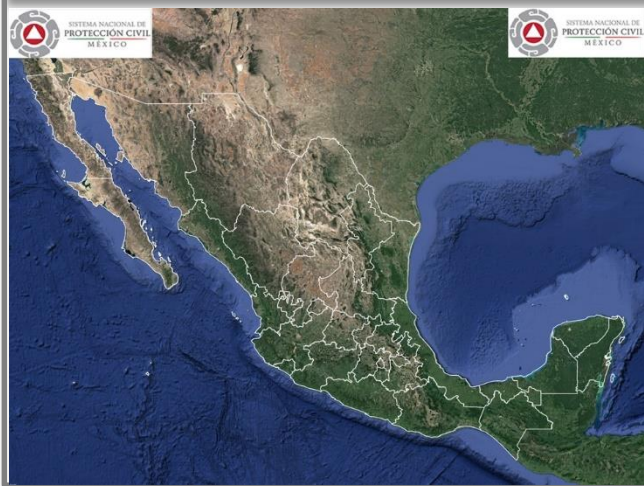 SISTEMA NACIONAL DE
PROTECCIÓN CIVIL
MÉXICO
SISTEMA NACIONAL DE
PROTECCIÓN CIVIL
MÉXICO